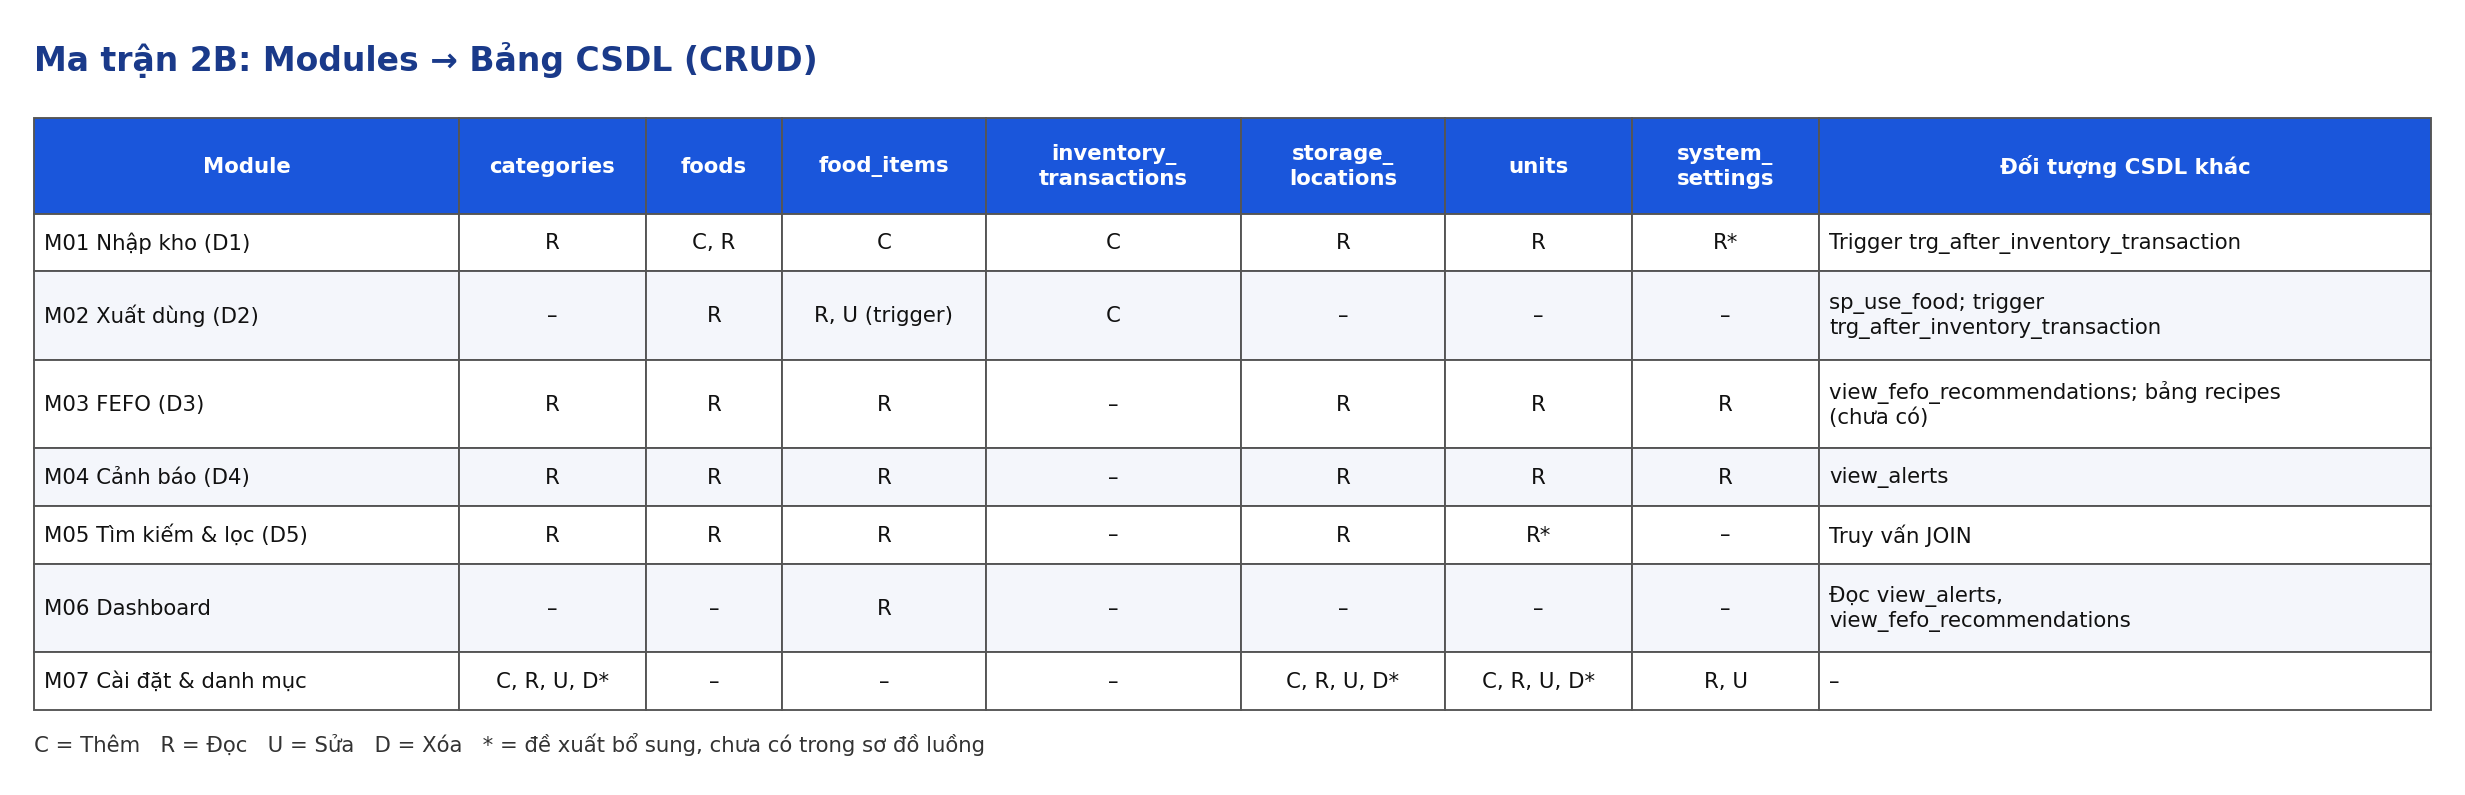 Ma trận 2B: Modules → Bảng CSDL (CRUD)
Module categories foods food_items inventory_ transactions storage_ locations units system_ settings Đối tượng CSDL khác
M01 Nhập kho (D1) R C, R C C R R R* Trigger trg_after_inventory_transaction
M02 Xuất dùng (D2) – R R, U (trigger) C – – – sp_use_food; trigger
trg_after_inventory_transaction
M03 FEFO (D3) R R R – R R R view_fefo_recommendations; bảng recipes
(chưa có)
M04 Cảnh báo (D4) R R R – R R R view_alerts
M05 Tìm kiếm & lọc (D5) R R R – R R* – Truy vấn JOIN
M06 Dashboard – – R – – – – Đọc view_alerts,
view_fefo_recommendations
M07 Cài đặt & danh mục C, R, U, D* – – – C, R, U, D* C, R, U, D* R, U –
C = Thêm R = Đọc U = Sửa D = Xóa * = đề xuất bổ sung, chưa có trong sơ đồ luồng